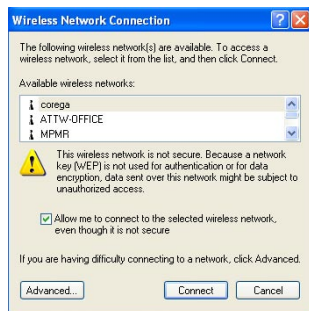 Wireless Network Connection
The following wireless network(s) are available. To access a
wireless network, select it from the list, and then click Connect.
Available wireless networks:
corega
ATTW-OFFICE
MPMR
This wireless network is not secure. Because a network
key (WEP) is not used for authentication or for data
encryption, data sent over this network might be subject to
unauthorized access.
Allow me to connect to the selected wireless network,
even though it is not secure
If you are having difficulty connecting to a network, click Advanced.
Advanced...
Connect
Cancel